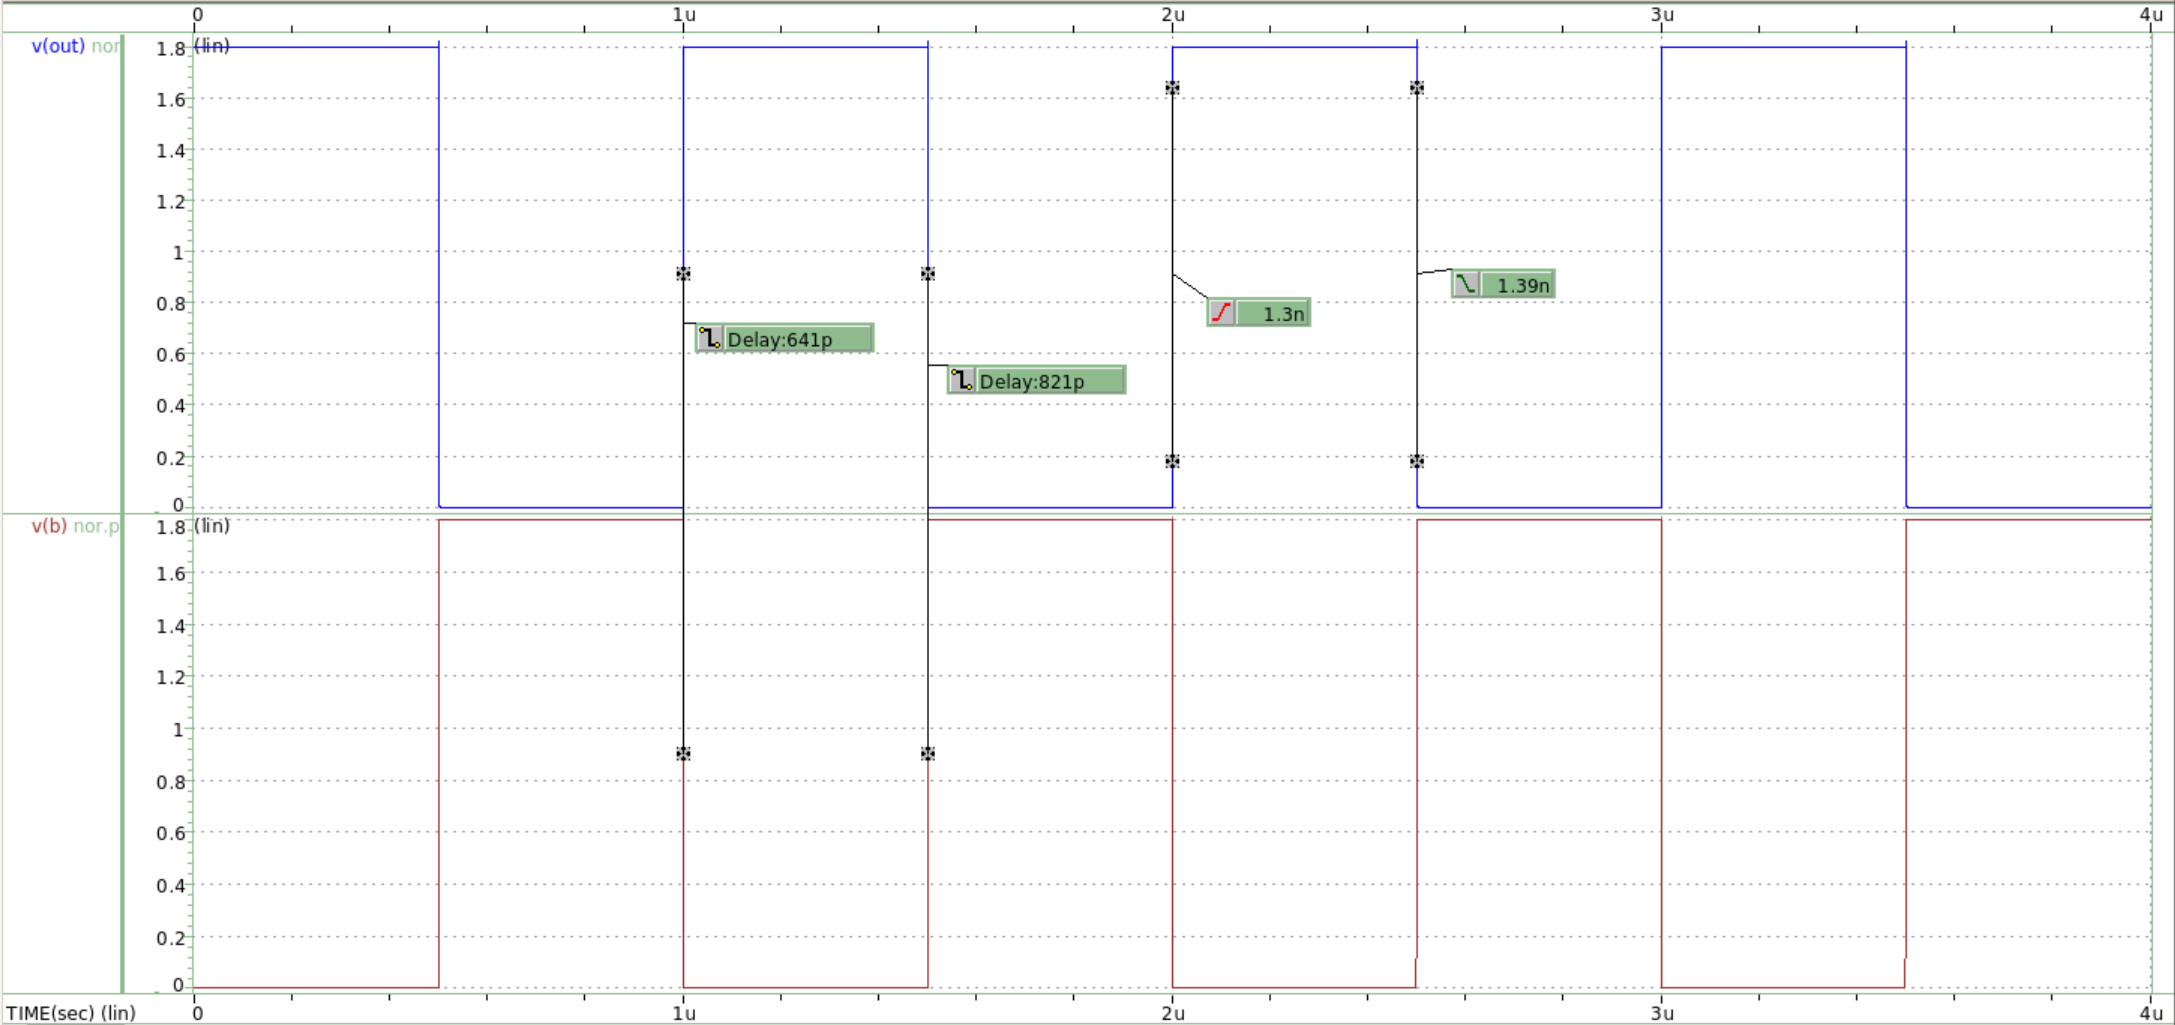 0 1u 2u 3u 4u
v(out) nor
(lin)
1.8
1.6
1.4
1.2
1
0.8
0.6
0.4
0.2
0
1.39n
1.3n
Delay:641p
Delay:821p
v(b) nor.p
(lin)
1.8
1.6
1.4
1.2
1
0.8
0.6
0.4
0.2
0
TIME(sec) (lin) 0 1u 2u 3u 4u